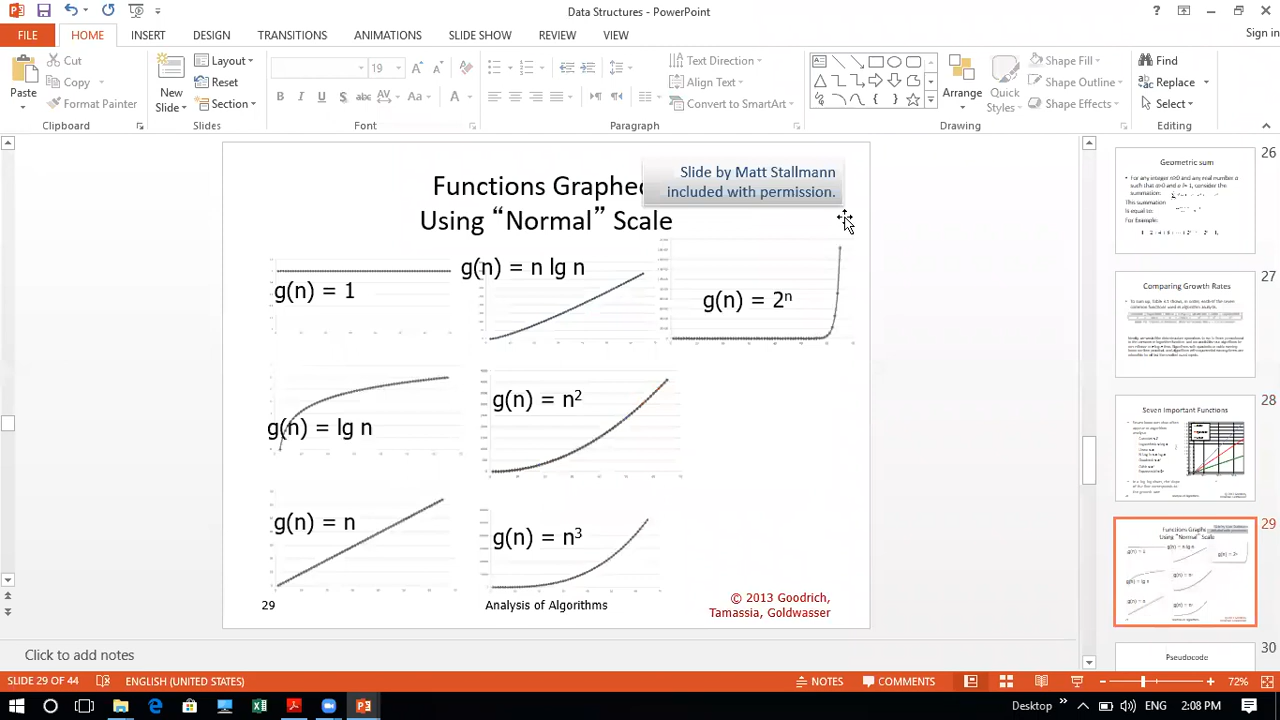 Data Structures - PowerPoint
?
Sign in
FILE HOME INSERT DESIGN TRANSITIONS ANIMATIONS SLIDE SHOW REVIEW VIEW
Paste
Cut
Copy
Format Painter
Clipboard
New
Slide
Layout
Reset
Section
Slides
19
B I U S abc AV Aa A
Font
Text Direction
Align Text
Convert to SmartArt
Paragraph
Arrange
Quick
Styles
Shape Fill
Shape Outline
Shape Effects
Drawing
Find
Replace
Select
Editing
Slide by Matt Stallmann
included with permission.
Functions Graphed
Using “Normal” Scale
g(n) = 1
g(n) = n lg n
g(n) = 2ⁿ
g(n) = lg n
g(n) = n²
g(n) = n
g(n) = n³
29
Analysis of Algorithms
© 2013 Goodrich,
Tamassia, Goldwasser
26
Geometric sum
27
Comparing Growth Rates
28
Seven Important Functions
29
30
Pseudocode
Click to add notes
SLIDE 29 OF 44
ENGLISH (UNITED STATES)
NOTES
COMMENTS
72%
Desktop
ENG
2:08 PM